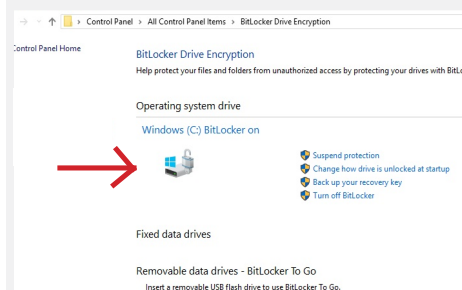 Control Panel > All Control Panel Items > BitLocker Drive Encryption
Control Panel Home
BitLocker Drive Encryption
Help protect your files and folders from unauthorized access by protecting your drives with
Operating system drive
Windows (C:) BitLocker on
Suspend protection
Change how drive is unlocked at startup
Back up your recovery key
Turn off BitLocker
Fixed data drives
Removable data drives - BitLocker To Go
Insert a removable USB flash drive to use BitLocker To Go.